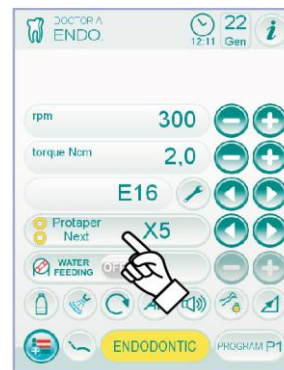 DOCTOR A
ENDO.
12:11
22
Gen
i
rpm 300
torque Ncm 2,0
E16
Protaper
Next X5
WATER
FEEDING OFF
ENDODONTIC
PROGRAM P1